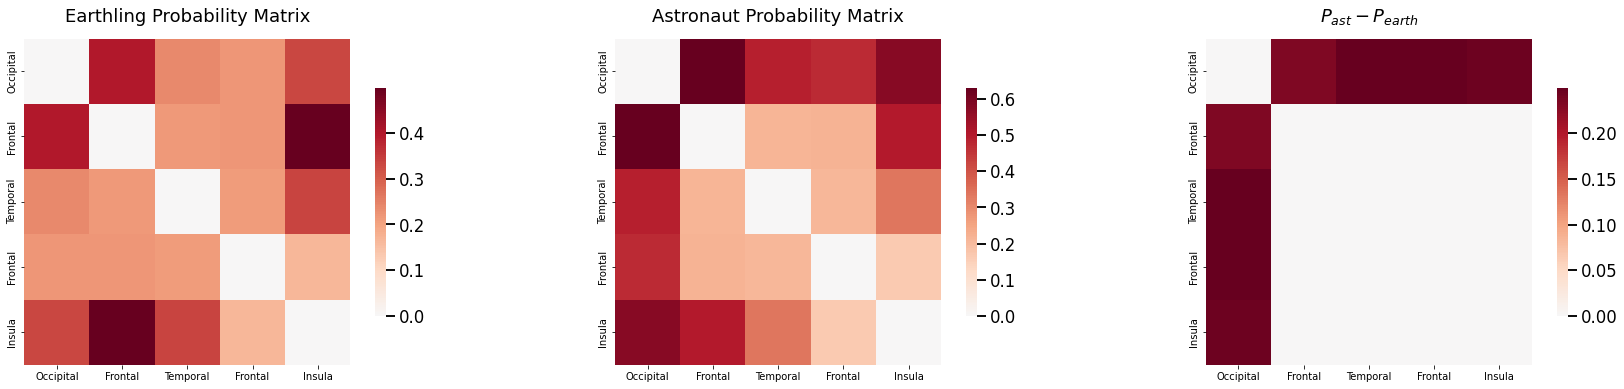 Earthling Probability Matrix
Occipital
Frontal
Temporal
Frontal
Insula
Occipital Frontal Temporal Frontal Insula
0.4
0.3
0.2
0.1
0.0
Astronaut Probability Matrix
Occipital
Frontal
Temporal
Frontal
Insula
Occipital Frontal Temporal Frontal Insula
0.6
0.5
0.4
0.3
0.2
0.1
0.0
P_ast − P_earth
Occipital
Frontal
Temporal
Frontal
Insula
Occipital Frontal Temporal Frontal Insula
0.20
0.15
0.10
0.05
0.00